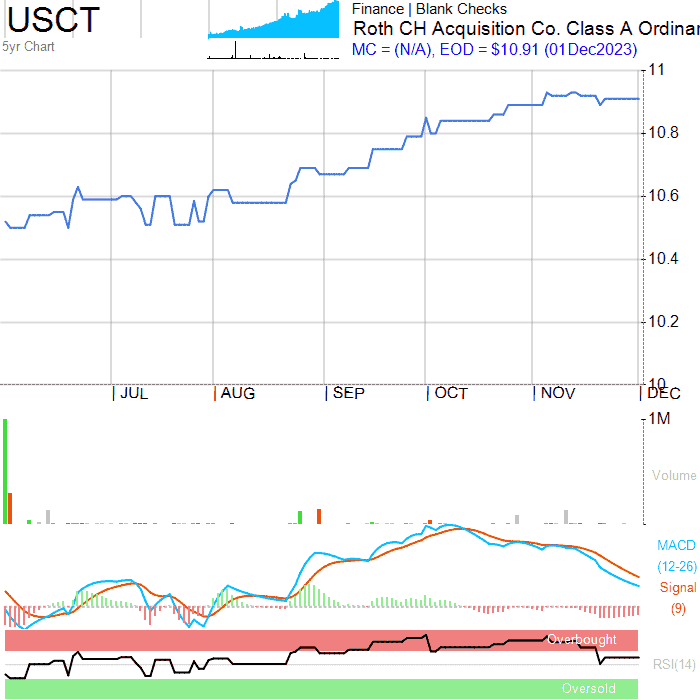 USCT
5yr Chart
Finance | Blank Checks
Roth CH Acquisition Co. Class A Ordinar
MC = (N/A), EOD = $10.91 (01Dec2023)
11
10.8
10.6
10.4
10.2
10
JUL AUG SEP OCT NOV DEC
1M
Volume
MACD
(12-26)
Signal
(9)
Overbought
RSI(14)
Oversold